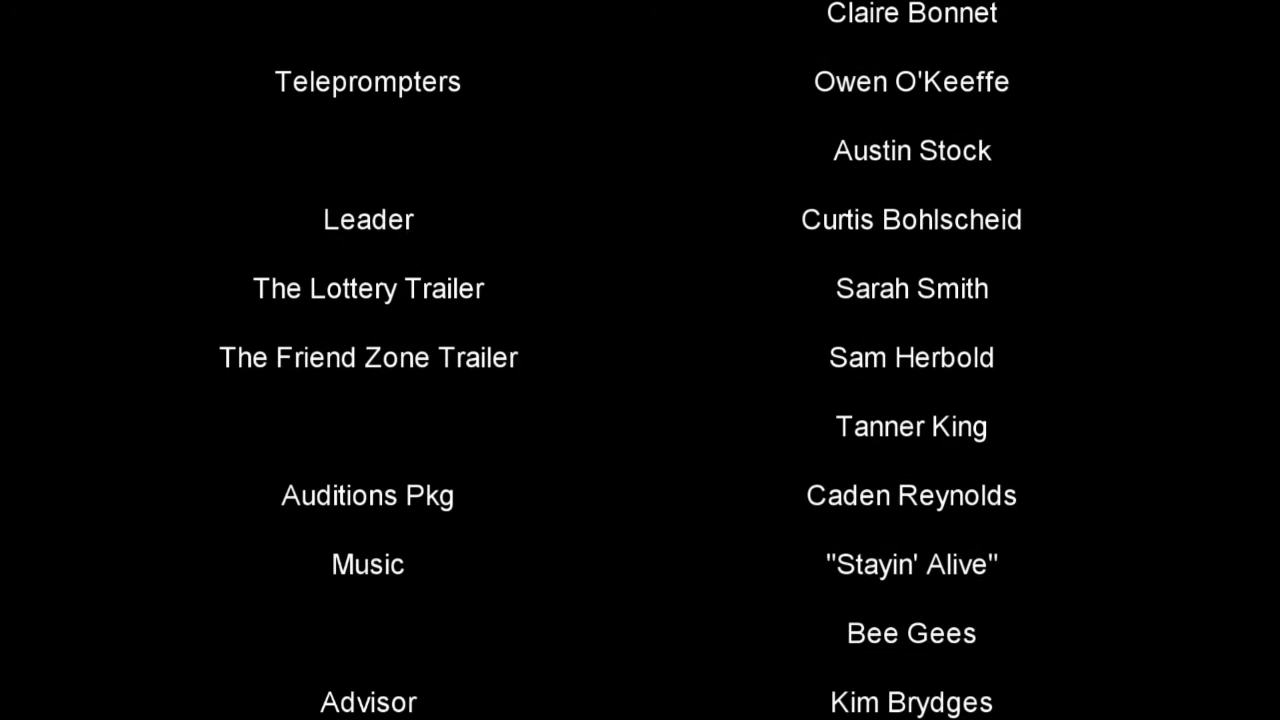 Claire Bonnet
Teleprompters Owen O'Keeffe
Austin Stock
Leader Curtis Bohlscheid
The Lottery Trailer Sarah Smith
The Friend Zone Trailer Sam Herbold
Tanner King
Auditions Pkg Caden Reynolds
Music "Stayin' Alive"
Bee Gees
Advisor Kim Brydges